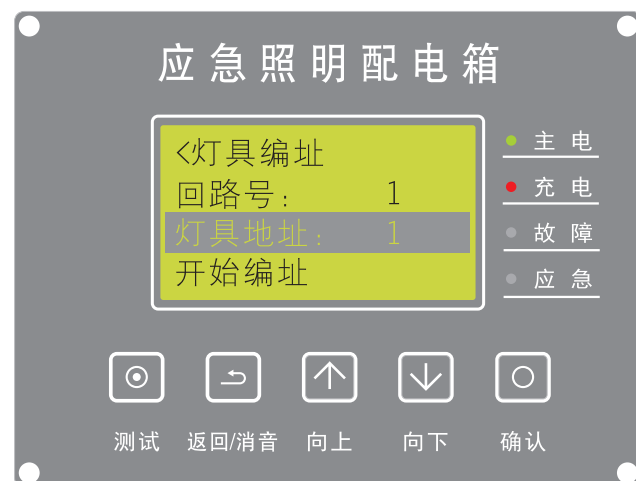 应急照明配电箱
<灯具编址
回路号： 1
灯具地址： 1
开始编址
主电
充电
故障
应急
测试 返回/消音 向上 向下 确认